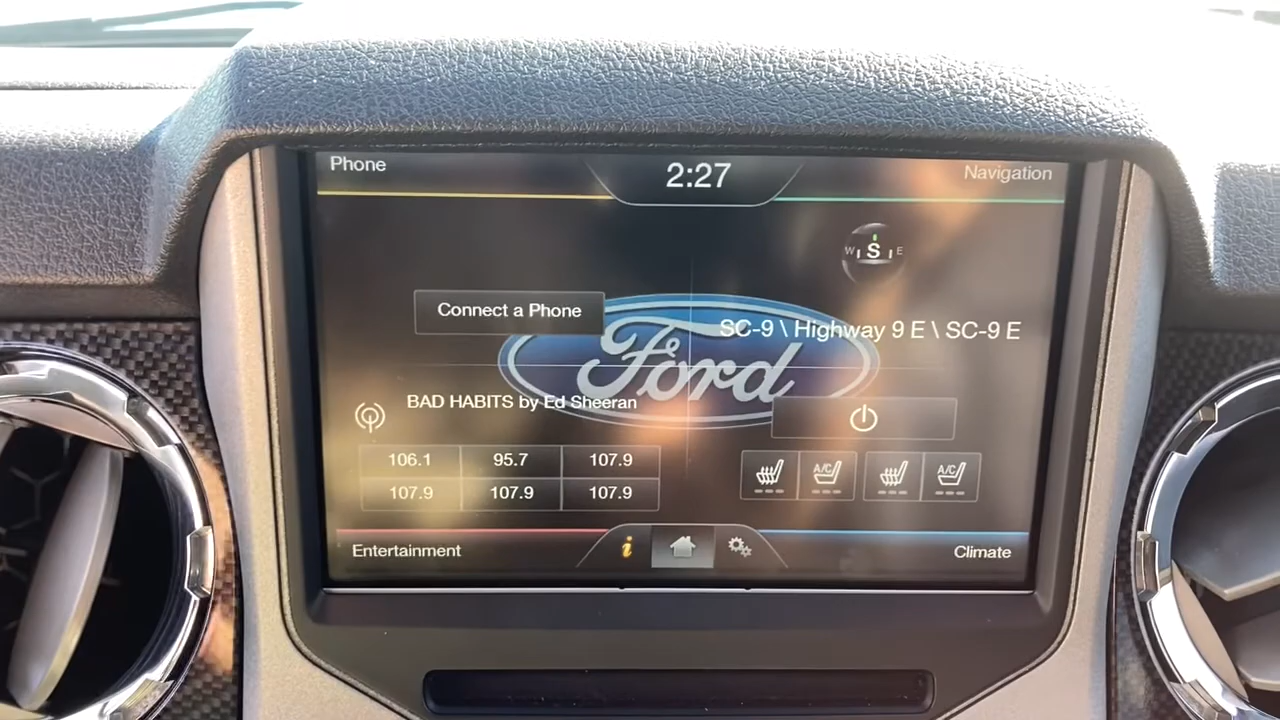 Phone
2:27
Navigation
W S E
Connect a Phone
SC-9 \ Highway 9 E \ SC-9 E
Ford
BAD HABITS by Ed Sheeran
106.1 95.7 107.9
107.9 107.9 107.9
A/C A/C
Entertainment
i
Climate